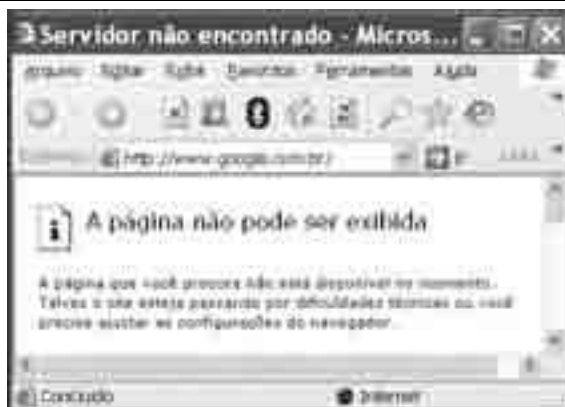 Servidor não encontrado - Micros...
Arquivo Editar Exibir Favoritos Ferramentas Ajuda
http://www.google.com.br/
A página não pode ser exibida
A página que você procura não está disponível no momento.
Talvez o site esteja passando por dificuldades técnicas ou você
precise ajustar as configurações do navegador.
Concluído Internet